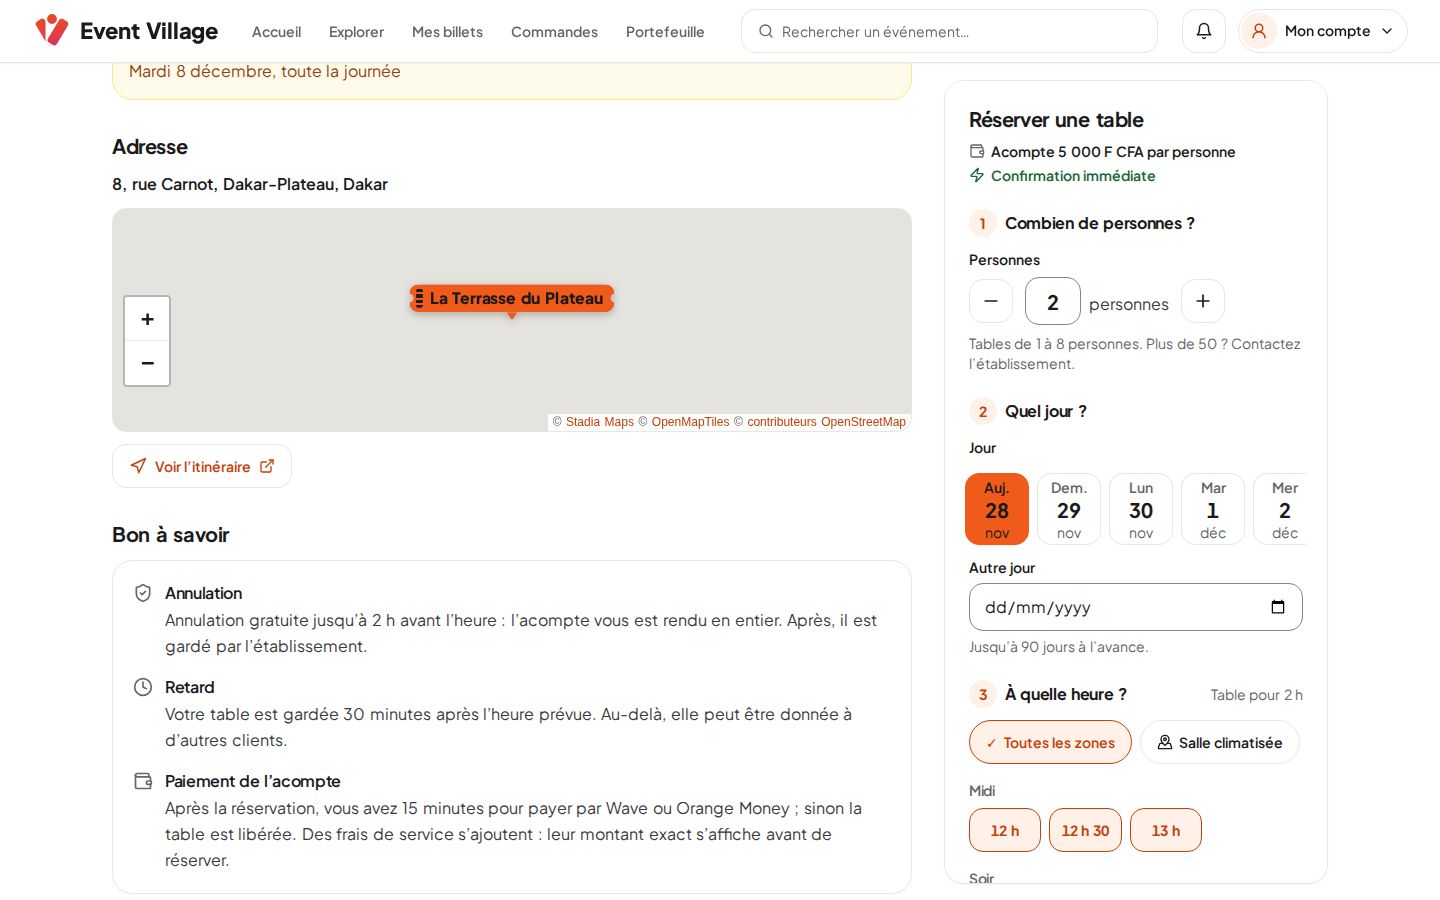 Event Village
Accueil
Explorer
Mes billets
Commandes
Portefeuille
Rechercher un événement…
Mon compte
Mardi 8 décembre, toute la journée
Adresse
8, rue Carnot, Dakar-Plateau, Dakar
La Terrasse du Plateau
+
−
© Stadia Maps © OpenMapTiles © contributeurs OpenStreetMap
Voir l’itinéraire
Bon à savoir
Annulation
Annulation gratuite jusqu’à 2 h avant l’heure : l’acompte vous est rendu en entier. Après, il est
gardé par l’établissement.
Retard
Votre table est gardée 30 minutes après l’heure prévue. Au-delà, elle peut être donnée à
d’autres clients.
Paiement de l’acompte
Après la réservation, vous avez 15 minutes pour payer par Wave ou Orange Money ; sinon la
table est libérée. Des frais de service s’ajoutent : leur montant exact s’affiche avant de
réserver.
Réserver une table
Acompte 5 000 F CFA par personne
Confirmation immédiate
1 Combien de personnes ?
Personnes
− 2 personnes +
Tables de 1 à 8 personnes. Plus de 50 ? Contactez
l’établissement.
2 Quel jour ?
Jour
Auj. 28 nov
Dem. 29 nov
Lun 30 nov
Mar 1 déc
Mer 2 déc
Autre jour
dd/mm/yyyy
Jusqu’à 90 jours à l’avance.
3 À quelle heure ? Table pour 2 h
✓ Toutes les zones
Salle climatisée
Midi
12 h
12 h 30
13 h
Soir